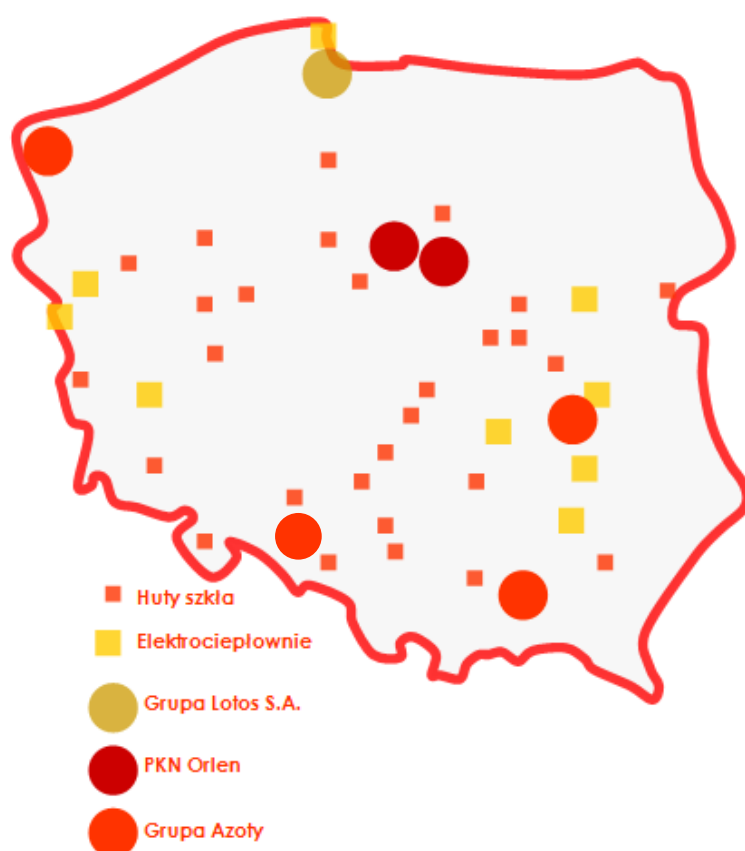 Huty szkła
Elektrociepłownie
Grupa Lotos S.A.
PKN Orlen
Grupa Azoty